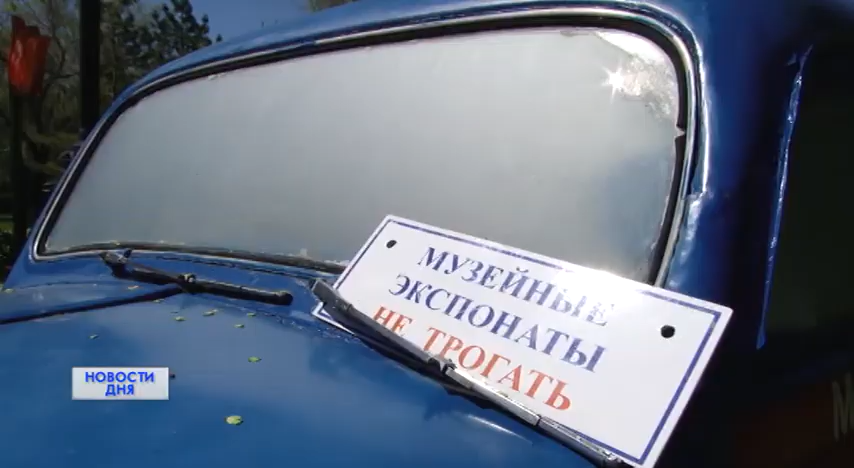 МУЗЕЙНЫЕ
ЭКСПОНАТЫ
НЕ ТРОГАТЬ
НОВОСТИ
ДНЯ